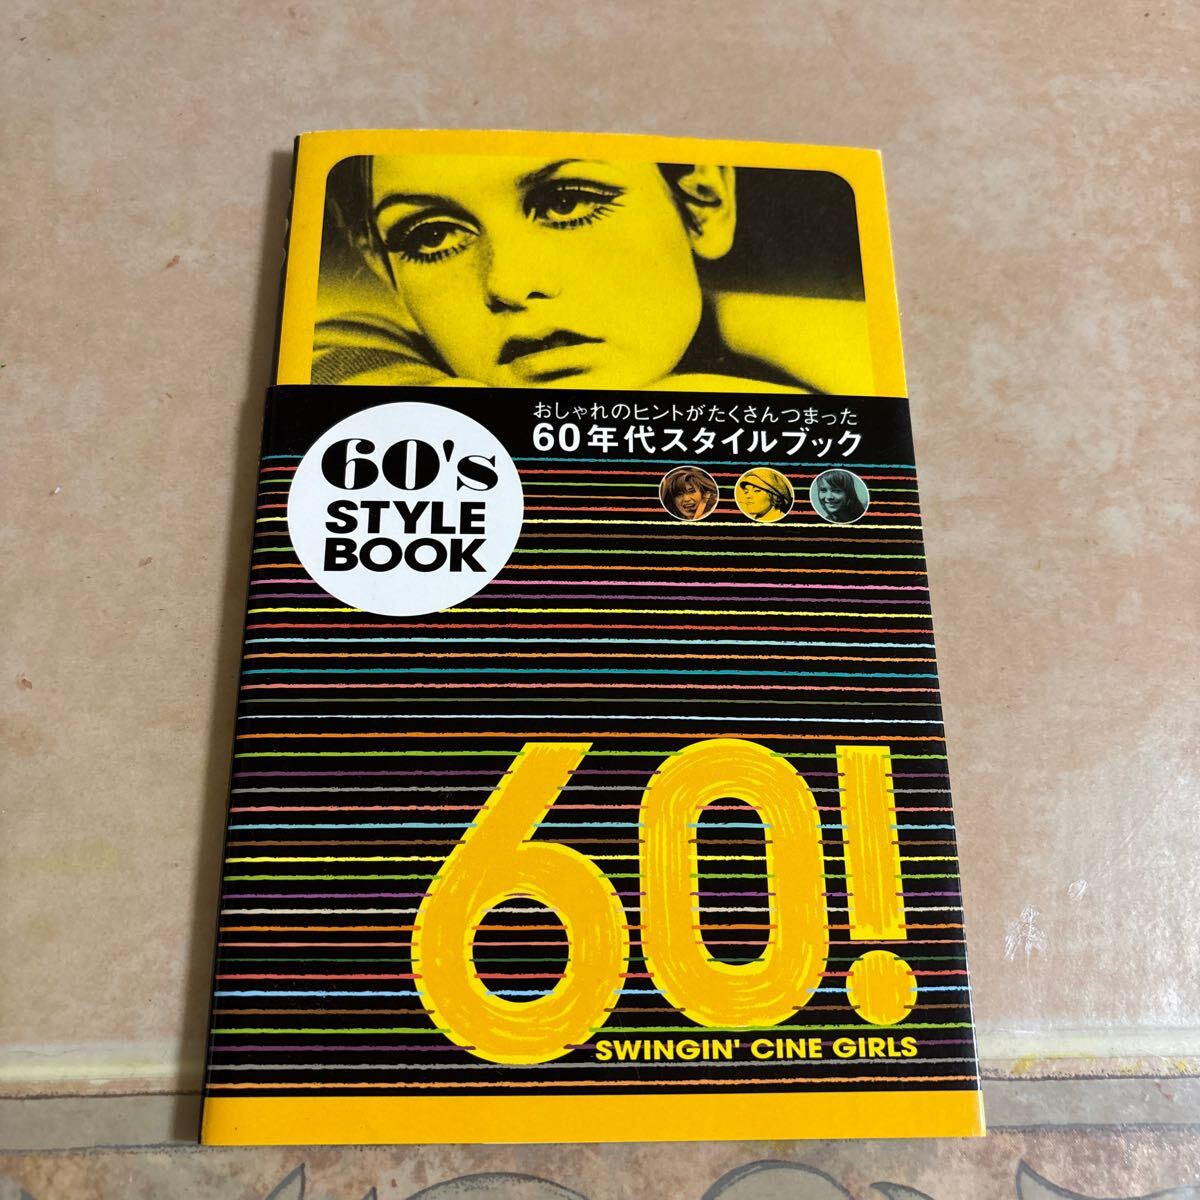 おしゃれのヒントがたくさんつまった
60年代スタイルブック
60's
STYLE
BOOK
60!
SWINGIN' CINE GIRLS